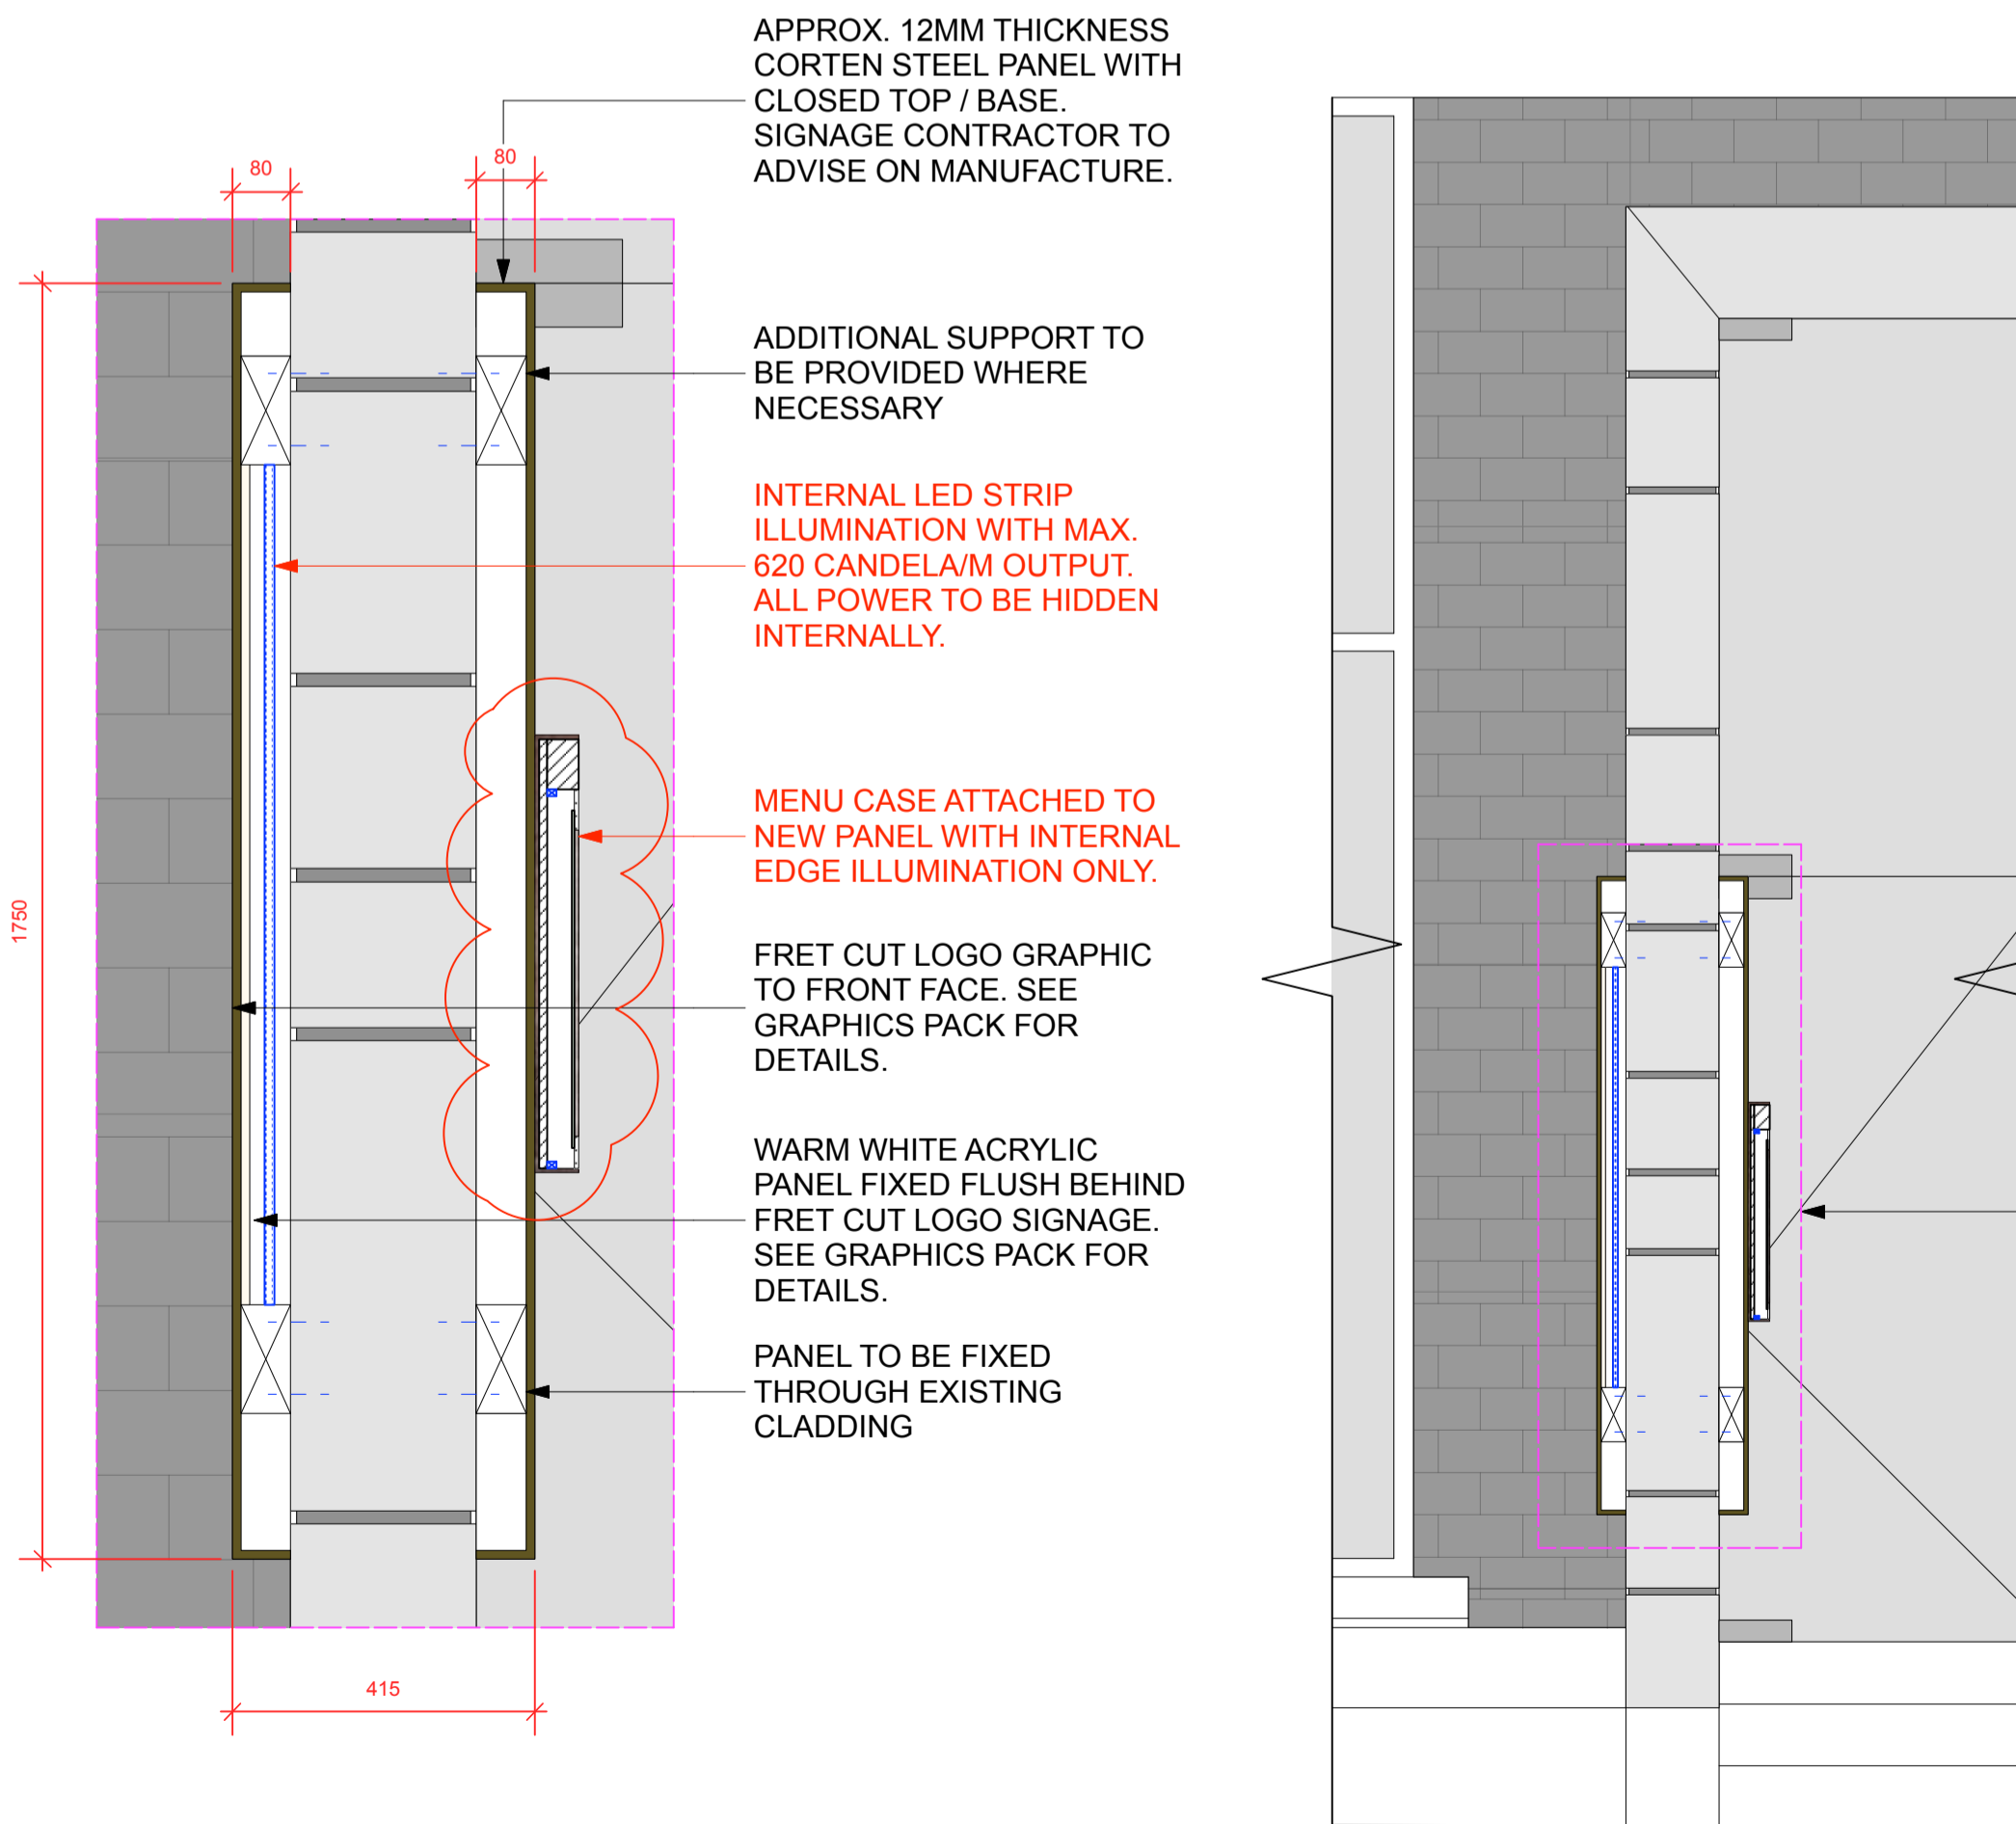 APPROX. 12MM THICKNESS
CORTEN STEEL PANEL WITH
CLOSED TOP / BASE.
SIGNAGE CONTRACTOR TO
ADVISE ON MANUFACTURE.
80
80
ADDITIONAL SUPPORT TO
BE PROVIDED WHERE
NECESSARY
INTERNAL LED STRIP
ILLUMINATION WITH MAX.
620 CANDELA/M OUTPUT.
ALL POWER TO BE HIDDEN
INTERNALLY.
MENU CASE ATTACHED TO
NEW PANEL WITH INTERNAL
EDGE ILLUMINATION ONLY.
1750
FRET CUT LOGO GRAPHIC
TO FRONT FACE. SEE
GRAPHICS PACK FOR
DETAILS.
WARM WHITE ACRYLIC
PANEL FIXED FLUSH BEHIND
FRET CUT LOGO SIGNAGE.
SEE GRAPHICS PACK FOR
DETAILS.
PANEL TO BE FIXED
THROUGH EXISTING
CLADDING
415